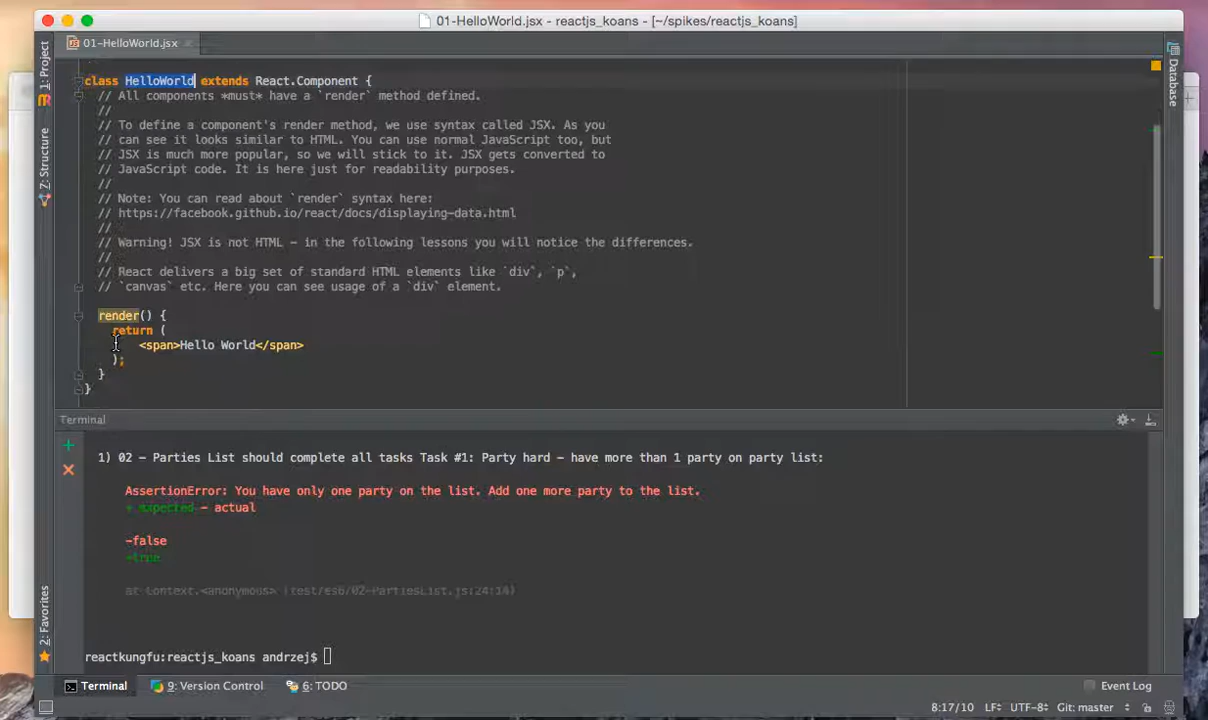 01-HelloWorld.jsx - reactjs_koans - [~/spikes/reactjs_koans]
1: Project
01-HelloWorld.jsx
Database
class HelloWorld extends React.Component {
// All components *must* have a `render` method defined.
//
// To define a component's render method, we use syntax called JSX. As you
// can see it looks similar to HTML. You can use normal JavaScript too, but
// JSX is much more popular, so we will stick to it. JSX gets converted to
// JavaScript code. It is here just for readability purposes.
//
// Note: You can read about `render` syntax here:
// https://facebook.github.io/react/docs/displaying-data.html
//
// Warning! JSX is not HTML - in the following lessons you will notice the differences.
//
// React delivers a big set of standard HTML elements like `div`, `p`,
// `canvas` etc. Here you can see usage of a `div` element.
render() {
return (
<span>Hello World</span>
);
}
}
Z: Structure
Terminal
1) 02 - Parties List should complete all tasks Task #1: Party hard - have more than 1 party on party list:
AssertionError: You have only one party on the list. Add one more party to the list.
+ expected - actual
-false
+true
at Context.<anonymous> (test/es6/02-PartiesList.js:24:14)
reactkungfu:reactjs_koans andrzej$
2: Favorites
Terminal
9: Version Control
6: TODO
Event Log
8:17/10
LF÷
UTF-8÷
Git: master